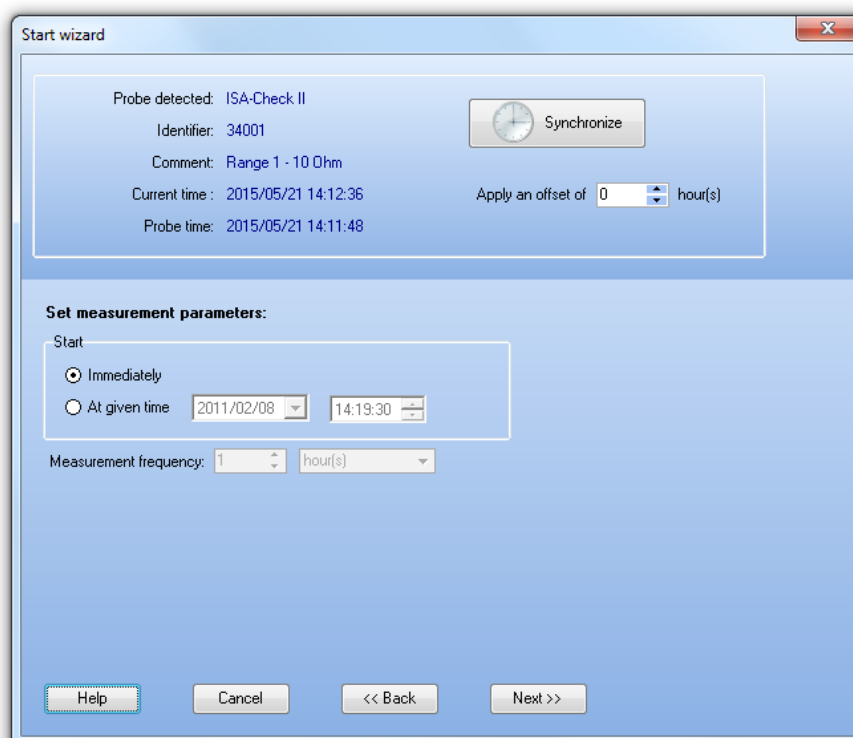 Start wizard
Probe detected: ISA-Check II
Identifier: 34001
Comment: Range 1 - 10 Ohm
Current time : 2015/05/21 14:12:36
Probe time: 2015/05/21 14:11:48
Synchronize
Apply an offset of 0 hour(s)
Set measurement parameters:
Start
Immediately
At given time 2011/02/08 14:19:30
Measurement frequency: 1 hour(s)
Help Cancel << Back Next >>